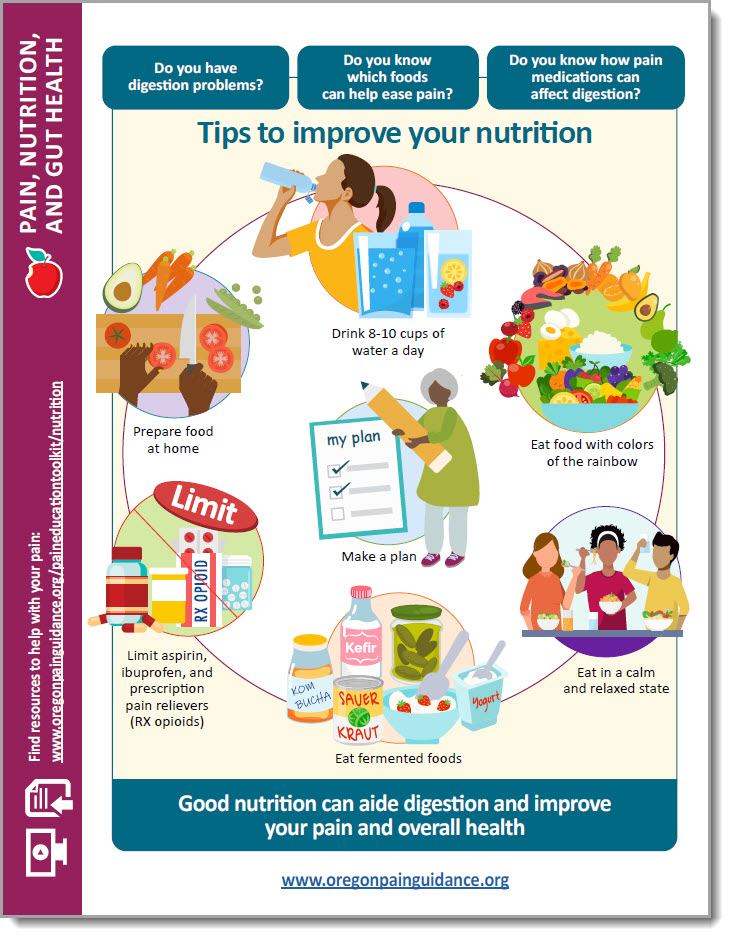 PAIN, NUTRITION,
AND GUT HEALTH
Find resources to help with your pain:
www.oregonpainguidance.org/paineducationtoolkit/nutrition
Do you have
digestion problems?
Do you know
which foods
can help ease pain?
Do you know how pain
medications can
affect digestion?
Tips to improve your nutrition
Drink 8-10 cups of
water a day
Prepare food
at home
Eat food with colors
of the rainbow
my plan
Make a plan
Limit
RX OPIOID
Limit aspirin,
ibuprofen, and
prescription
pain relievers
(RX opioids)
Eat in a calm
and relaxed state
Kefir
KOM
BUCHA
SAUER
KRAUT
Yogurt
Eat fermented foods
Good nutrition can aide digestion and improve
your pain and overall health
www.oregonpainguidance.org